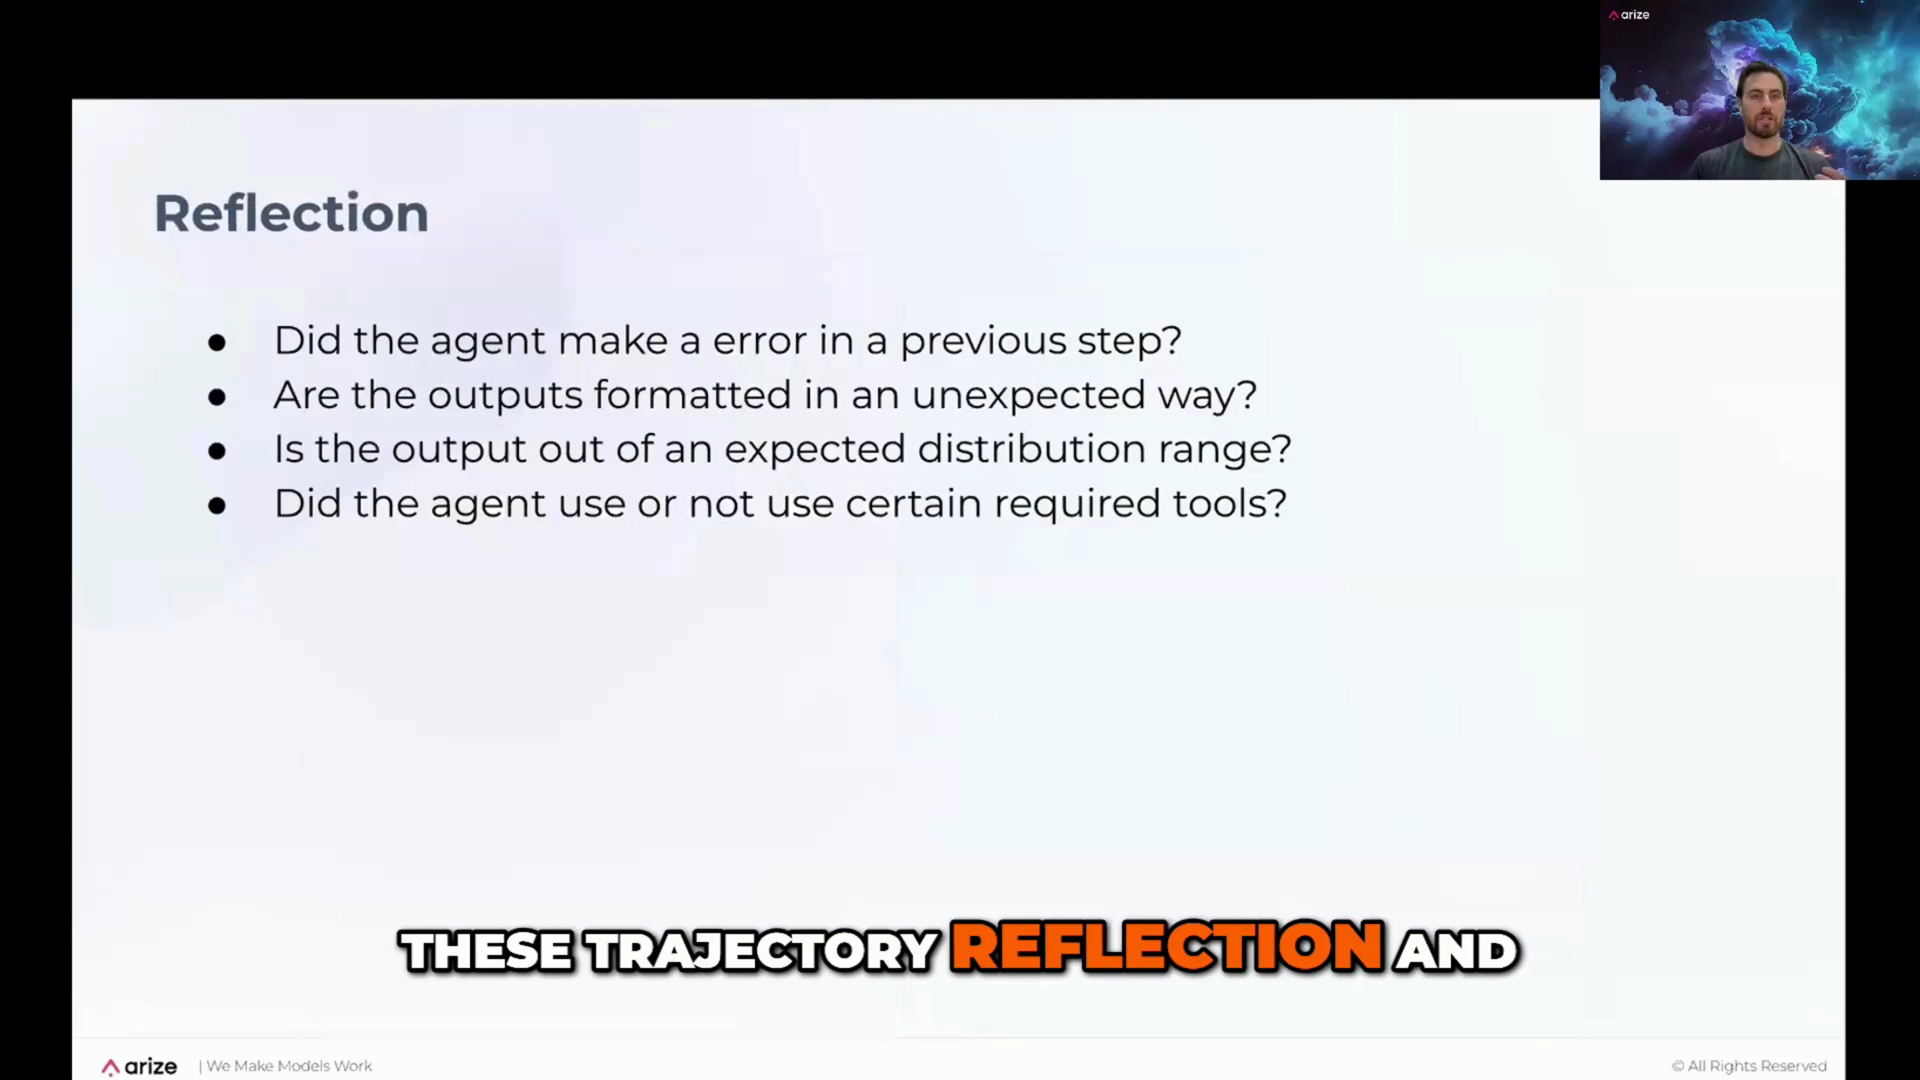 arize
Reflection
● Did the agent make a error in a previous step?
● Are the outputs formatted in an unexpected way?
● Is the output out of an expected distribution range?
● Did the agent use or not use certain required tools?
THESE TRAJECTORY REFLECTION AND
arize | We Make Models Work
© All Rights Reserved